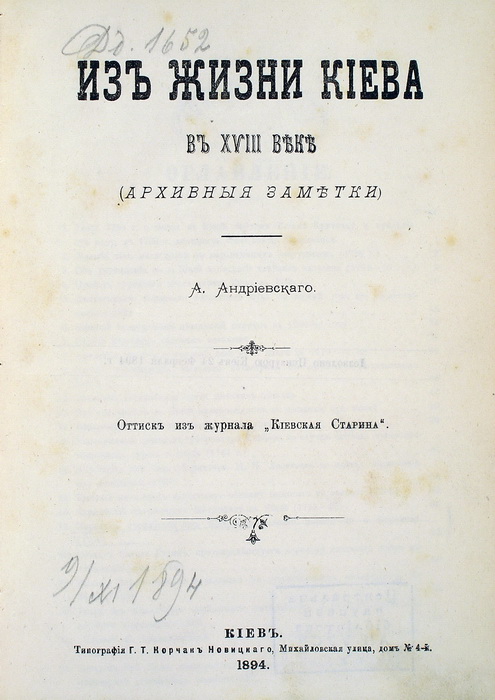 Дд. 1652
ИЗЪ ЖИЗНИ КІЕВА
ВЪ XVIII ВѢКѢ
(АРХИВНЫЯ ЗАМѢТКИ)
А. Андріевскаго.
Оттискъ изъ журнала „Кіевская Старина“.
9/XI 1894.
КІЕВЪ.
Типографія Г. Т. Корчакъ Новицкаго, Михайловская улица, домъ № 4-й.
1894.